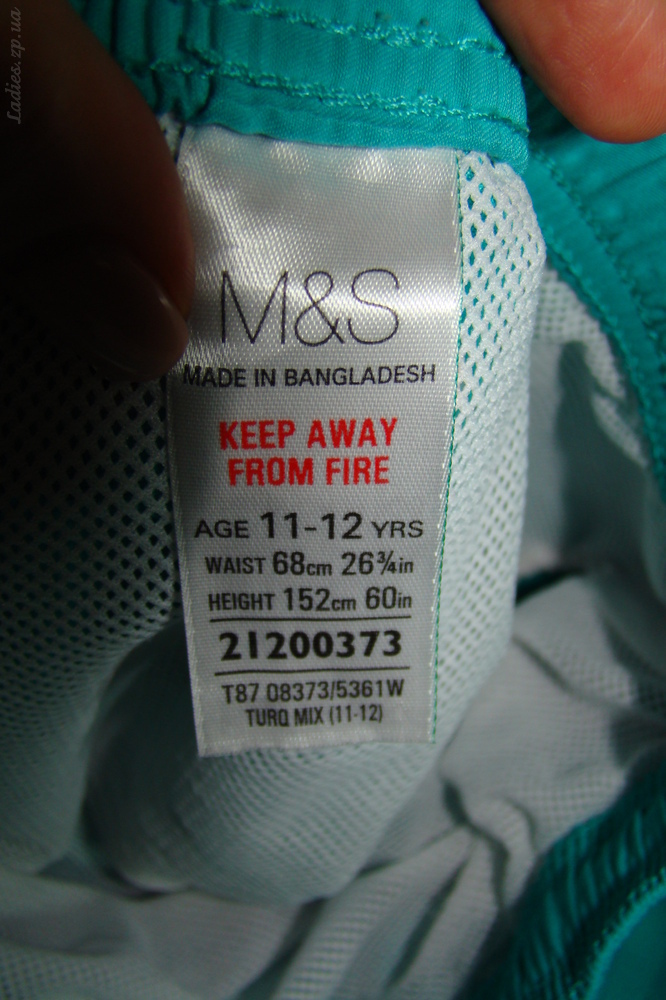 Ladies.zp.ua
M&S
MADE IN BANGLADESH
KEEP AWAY
FROM FIRE
AGE 11-12 YRS
WAIST 68cm 26¾in
HEIGHT 152cm 60in
21200373
T87 08373/5361W
TURQ MIX (11-12)